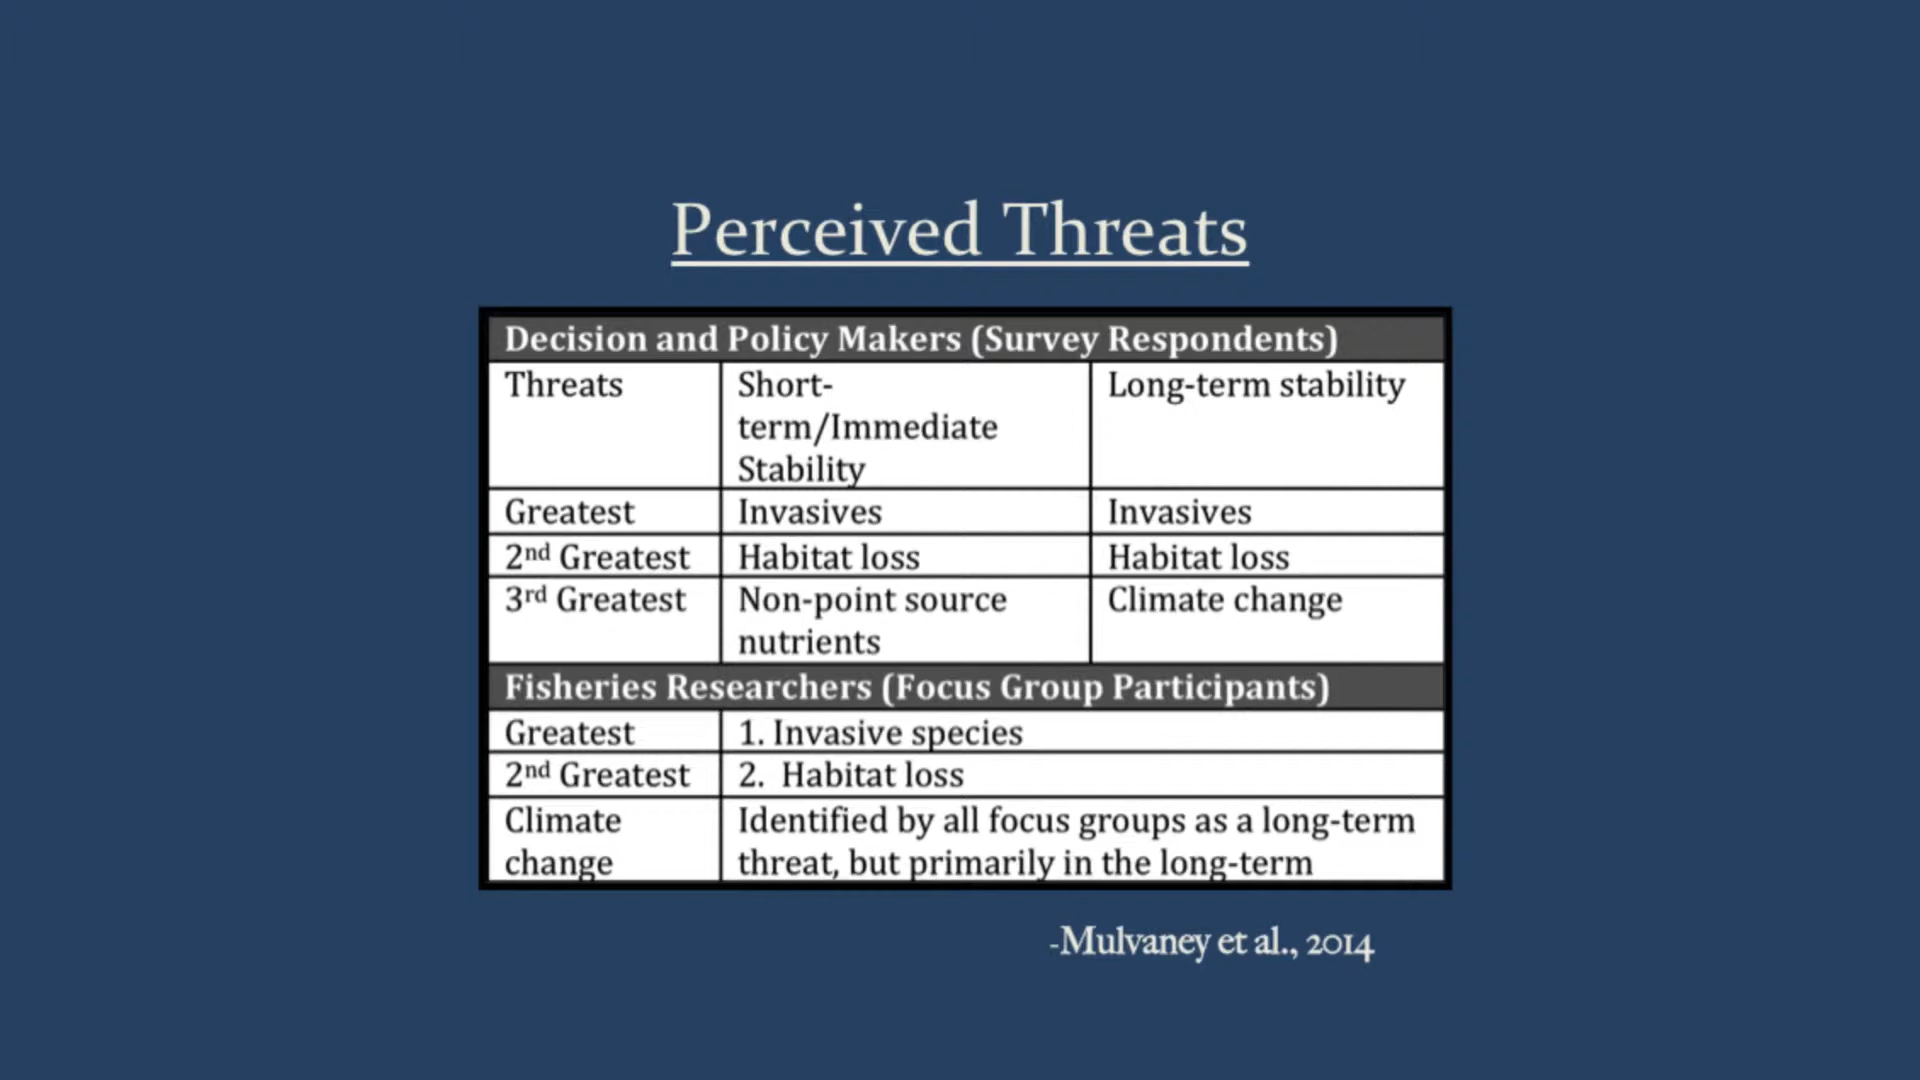 Perceived Threats
Decision and Policy Makers (Survey Respondents)
Threats
Short-
term/Immediate
Stability
Long-term stability
Greatest
Invasives
Invasives
2nd Greatest
Habitat loss
Habitat loss
3rd Greatest
Non-point source
nutrients
Climate change
Fisheries Researchers (Focus Group Participants)
Greatest
1. Invasive species
2nd Greatest
2. Habitat loss
Climate
change
Identified by all focus groups as a long-term
threat, but primarily in the long-term
-Mulvaney et al., 2014